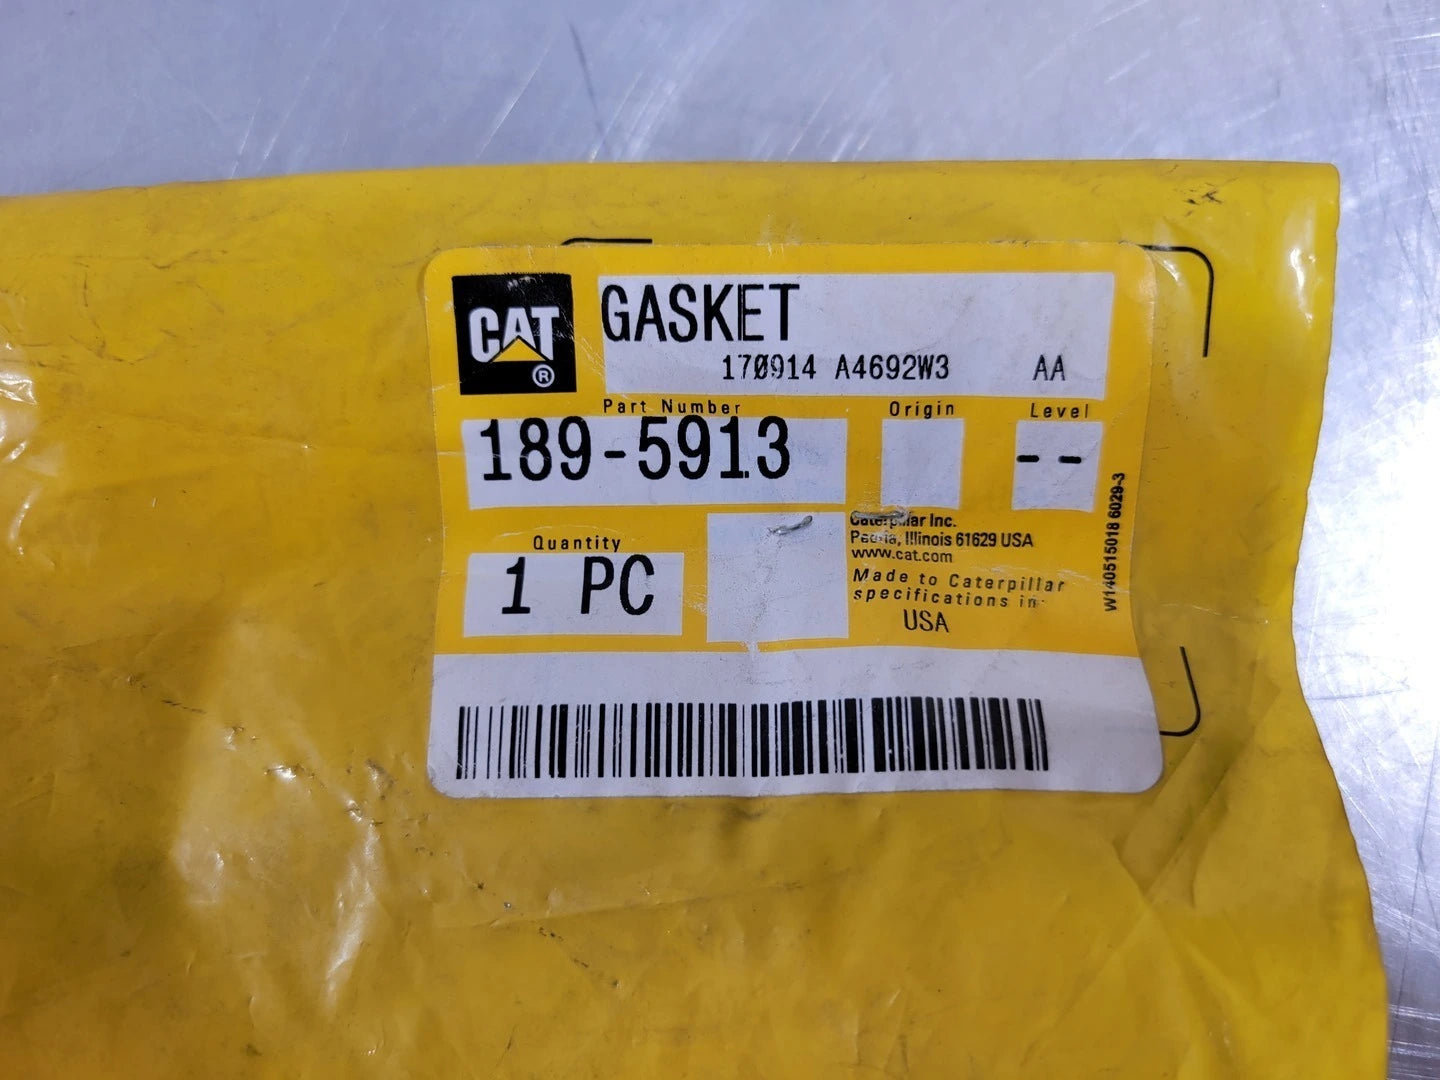 CAT
®
GASKET
170914 A4692W3 AA
Part Number Origin Level
189-5913 --
Quantity
1 PC
Caterpillar Inc.
Peoria, Illinois 61629 USA
www.cat.com
Made to Caterpillar
specifications in
USA
W140515018 6029-3